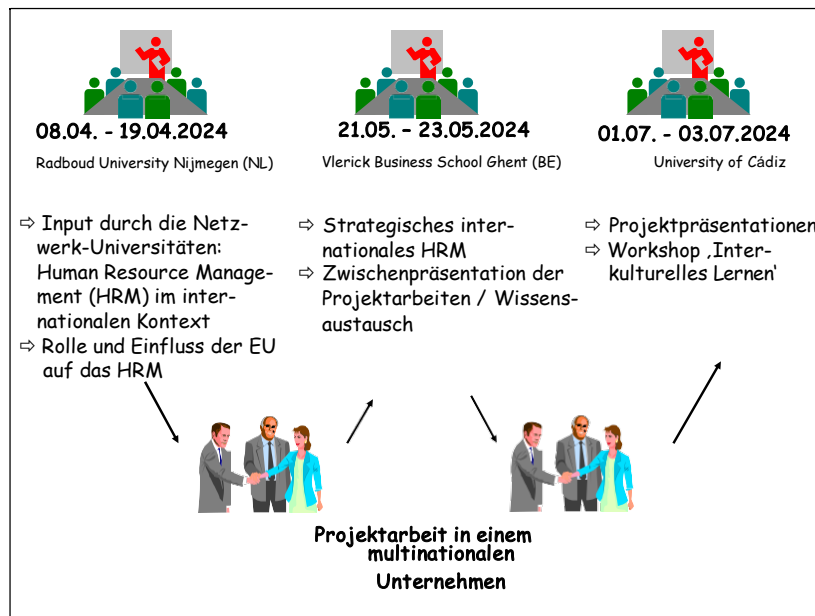 08.04. - 19.04.2024
Radboud University Nijmegen (NL)
⇨ Input durch die Netz-
werk-Universitäten:
Human Resource Manage-
ment (HRM) im inter-
nationalen Kontext
⇨ Rolle und Einfluss der EU
auf das HRM
21.05. – 23.05.2024
Vlerick Business School Ghent (BE)
⇨ Strategisches inter-
nationales HRM
⇨ Zwischenpräsentation der
Projektarbeiten / Wissens-
austausch
01.07. - 03.07.2024
University of Cádiz
⇨ Projektpräsentationen
⇨ Workshop ‚Inter-
kulturelles Lernen‘
Projektarbeit in einem
multinationalen
Unternehmen